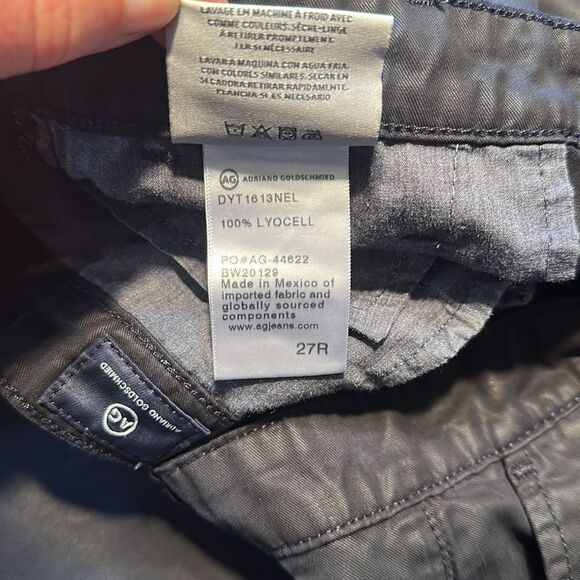 LAVAGE EN MACHINE À FROID AVEC
COMME COULEURS. SÈCHE-LINGE
À RETIRER PROMPTEMENT.
FER SI NECESSAIRE
LAVAR A MAQUINA CON AGUA FRIA.
CON COLORES SIMILARES. SECAR EN
SECADORA RETIRAR RAPIDAMENTE.
PLANCHA SI ES NECESARIO
AG ADRIANO GOLDSCHMIED
DYT1613NEL
100% LYOCELL
PO#AG-44622
BW20129
Made in Mexico of
imported fabric and
globally sourced
components
www.agjeans.com
27R
AG
ADRIANO GOLDSCHMIED